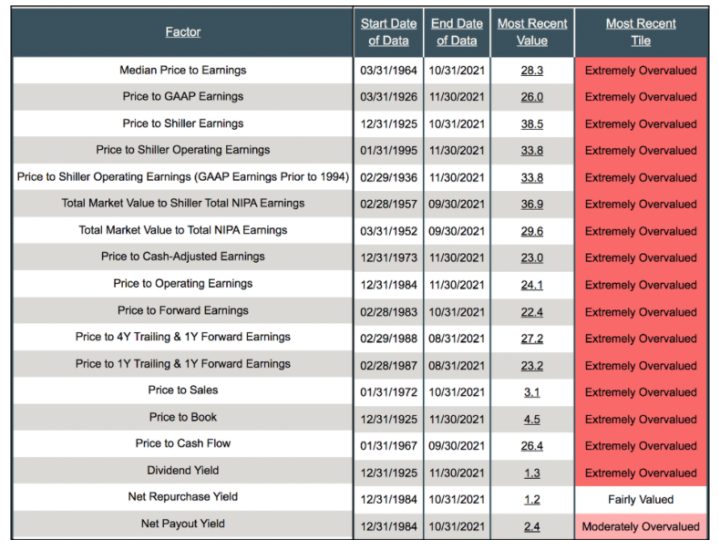 Factor Start Date of Data End Date of Data Most Recent Value Most Recent Tile
Median Price to Earnings 03/31/1964 10/31/2021 28.3 Extremely Overvalued
Price to GAAP Earnings 03/31/1926 11/30/2021 26.0 Extremely Overvalued
Price to Shiller Earnings 12/31/1925 10/31/2021 38.5 Extremely Overvalued
Price to Shiller Operating Earnings 01/31/1995 11/30/2021 33.8 Extremely Overvalued
Price to Shiller Operating Earnings (GAAP Earnings Prior to 1994) 02/29/1936 11/30/2021 33.8 Extremely Overvalued
Total Market Value to Shiller Total NIPA Earnings 02/28/1957 09/30/2021 36.9 Extremely Overvalued
Total Market Value to Total NIPA Earnings 03/31/1952 09/30/2021 29.6 Extremely Overvalued
Price to Cash-Adjusted Earnings 12/31/1973 11/30/2021 23.0 Extremely Overvalued
Price to Operating Earnings 12/31/1984 11/30/2021 24.1 Extremely Overvalued
Price to Forward Earnings 02/28/1983 10/31/2021 22.4 Extremely Overvalued
Price to 4Y Trailing & 1Y Forward Earnings 02/29/1988 08/31/2021 27.2 Extremely Overvalued
Price to 1Y Trailing & 1Y Forward Earnings 02/28/1987 08/31/2021 23.2 Extremely Overvalued
Price to Sales 01/31/1972 10/31/2021 3.1 Extremely Overvalued
Price to Book 12/31/1925 11/30/2021 4.5 Extremely Overvalued
Price to Cash Flow 01/31/1967 09/30/2021 26.4 Extremely Overvalued
Dividend Yield 12/31/1925 11/30/2021 1.3 Extremely Overvalued
Net Repurchase Yield 12/31/1984 10/31/2021 1.2 Fairly Valued
Net Payout Yield 12/31/1984 10/31/2021 2.4 Moderately Overvalued